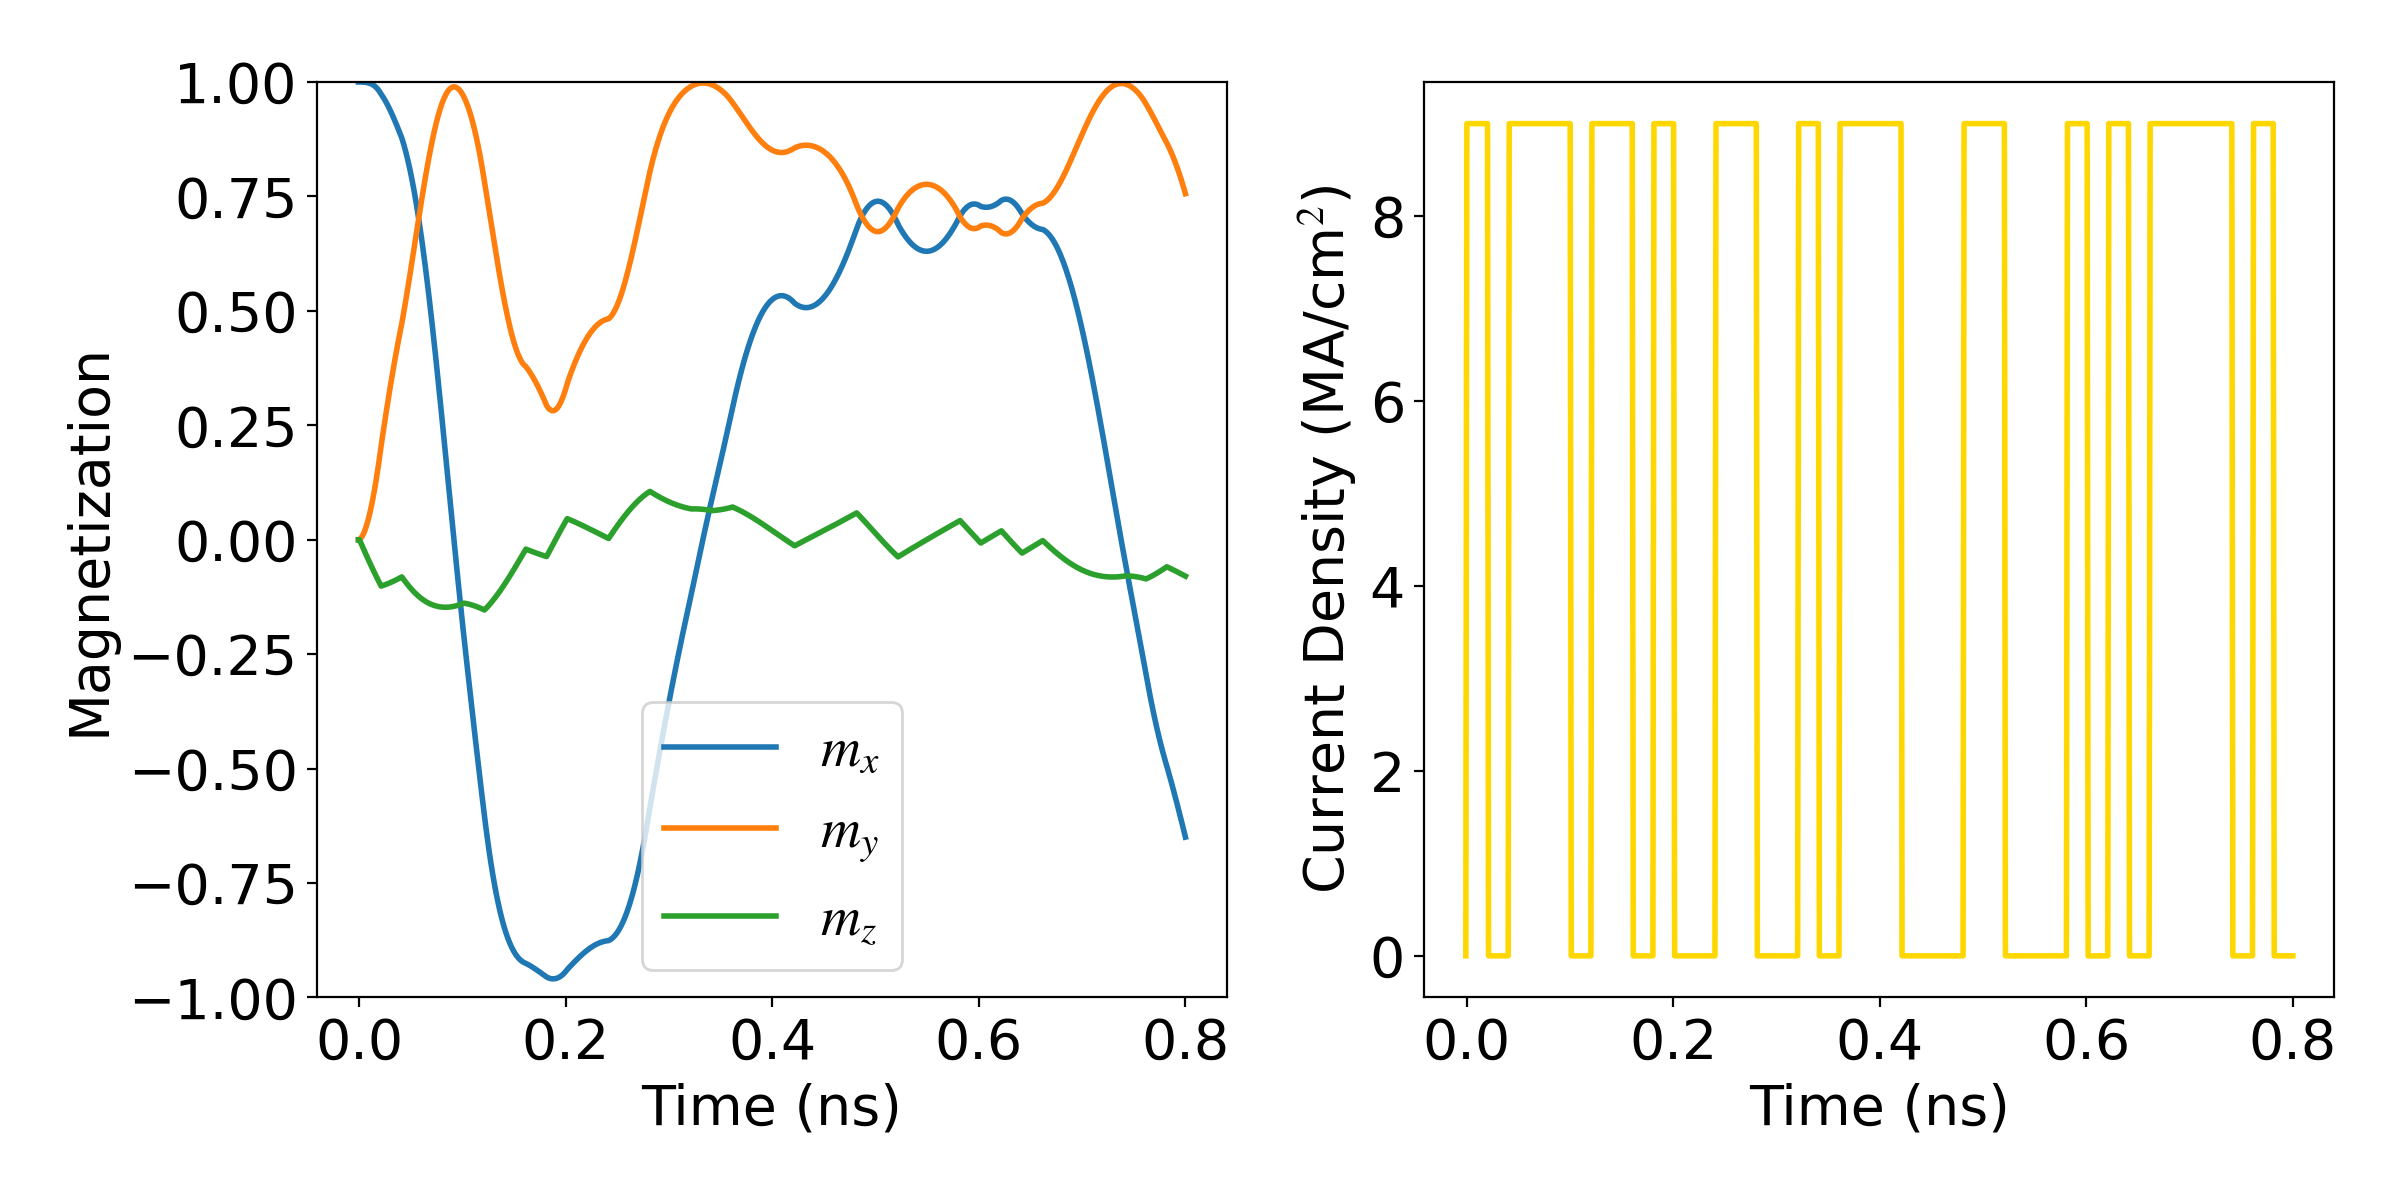 Magnetization
1.00
0.75
0.50
0.25
0.00
−0.25
−0.50
−0.75
−1.00
m_x
m_y
m_z
0.0 0.2 0.4 0.6 0.8
Time (ns)
Current Density (MA/cm²)
8
6
4
2
0
0.0 0.2 0.4 0.6 0.8
Time (ns)